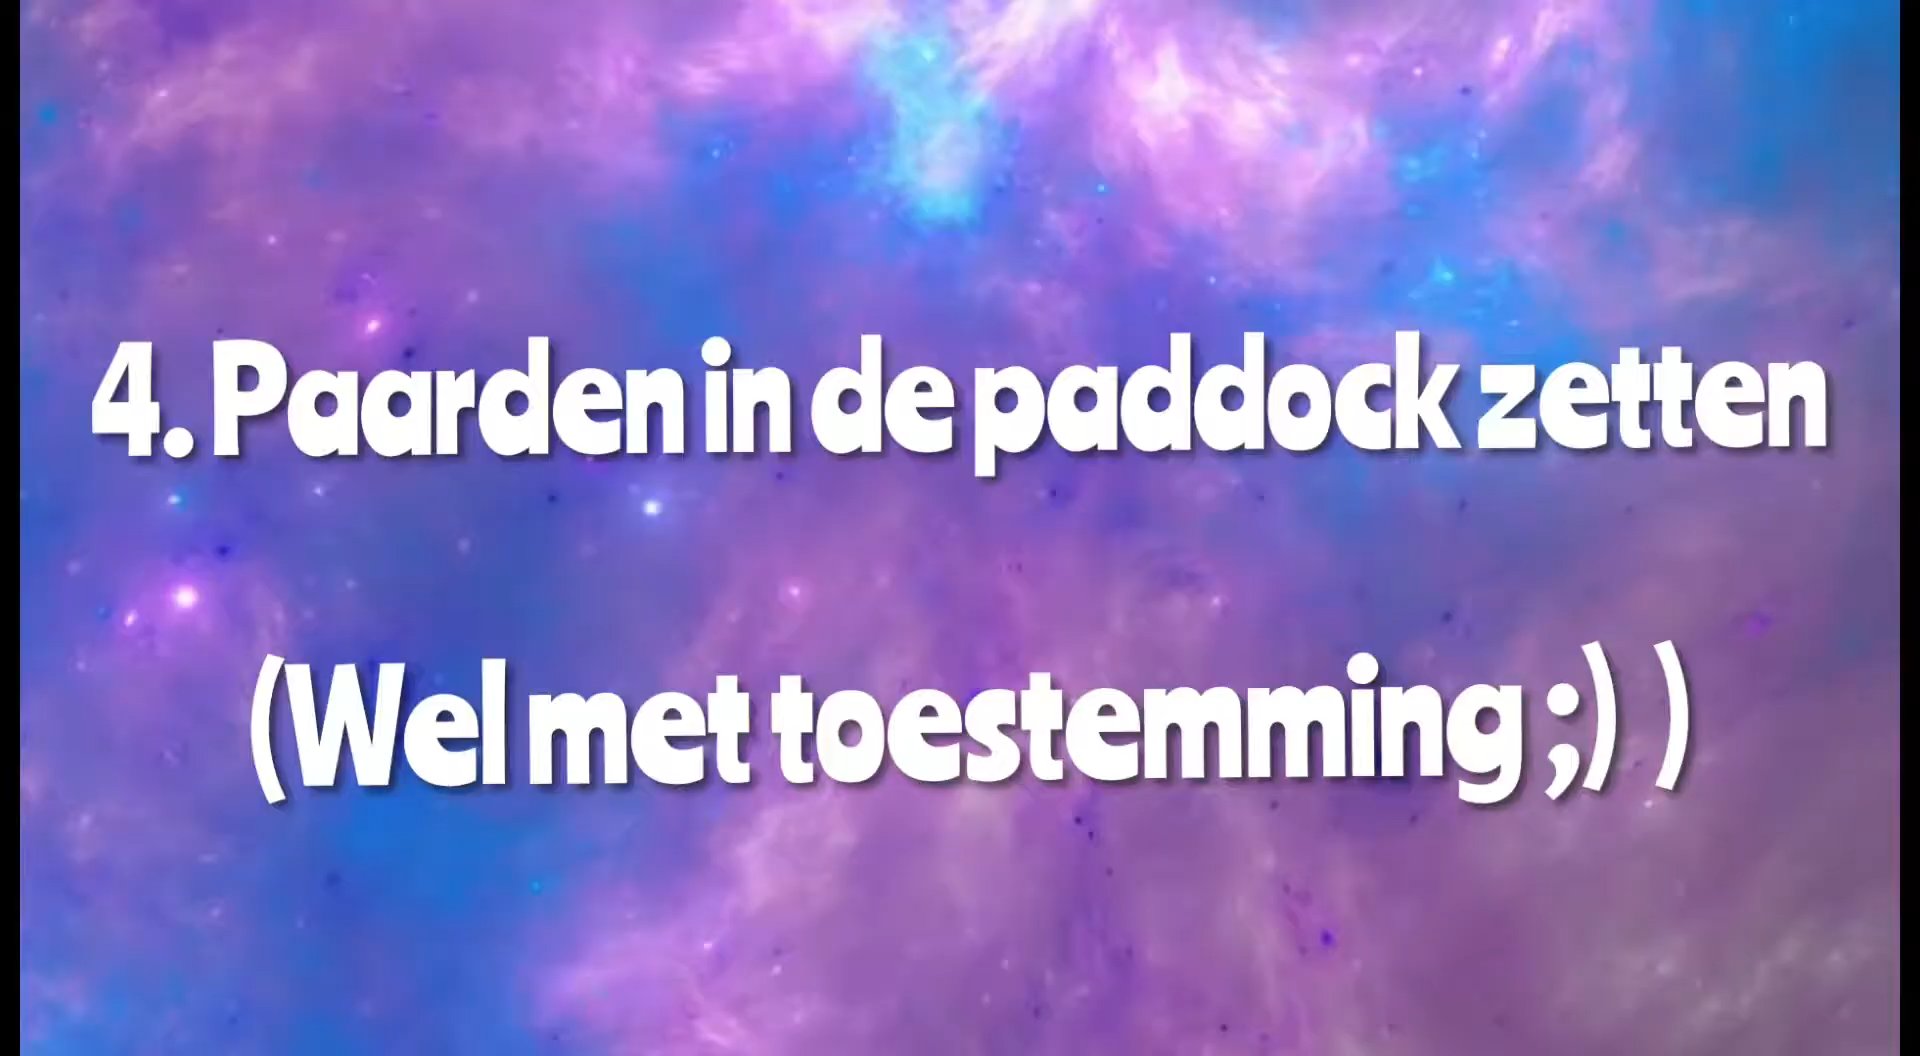 4. Paarden in de paddock zetten
(Wel met toestemming ;) )